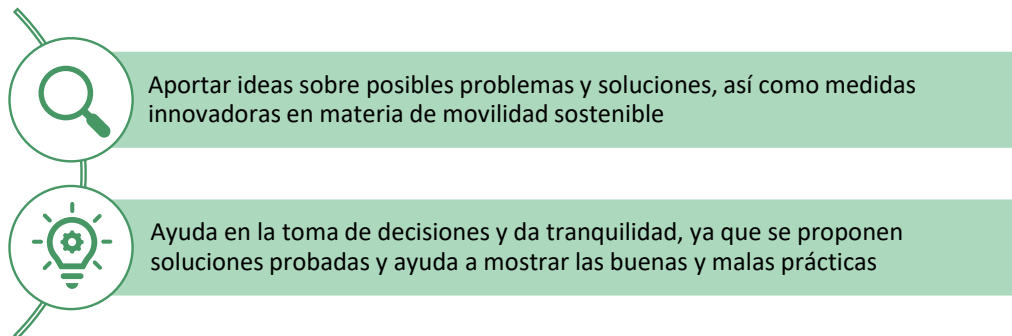 Aportar ideas sobre posibles problemas y soluciones, así como medidas
innovadoras en materia de movilidad sostenible
Ayuda en la toma de decisiones y da tranquilidad, ya que se proponen
soluciones probadas y ayuda a mostrar las buenas y malas prácticas